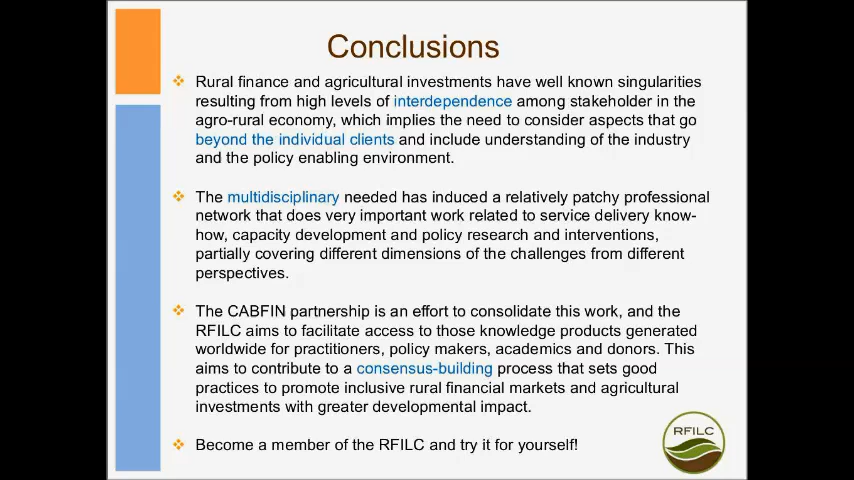 Conclusions
Rural finance and agricultural investments have well known singularities
resulting from high levels of interdependence among stakeholder in the
agro-rural economy, which implies the need to consider aspects that go
beyond the individual clients and include understanding of the industry
and the policy enabling environment.
The multidisciplinary needed has induced a relatively patchy professional
network that does very important work related to service delivery know-
how, capacity development and policy research and interventions,
partially covering different dimensions of the challenges from different
perspectives.
The CABFIN partnership is an effort to consolidate this work, and the
RFILC aims to facilitate access to those knowledge products generated
worldwide for practitioners, policy makers, academics and donors. This
aims to contribute to a consensus-building process that sets good
practices to promote inclusive rural financial markets and agricultural
investments with greater developmental impact.
Become a member of the RFILC and try it for yourself!
RFILC